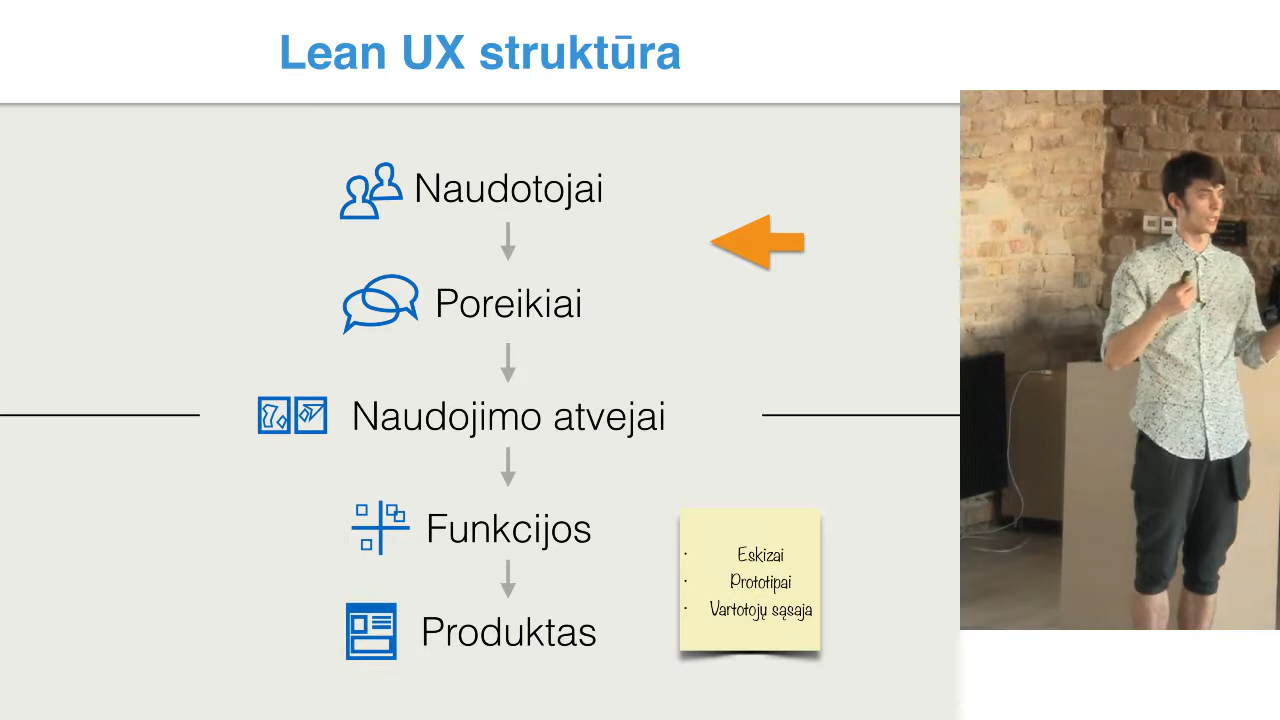 Lean UX struktūra
Naudotojai
Poreikiai
Naudojimo atvejai
Funkcijos
Produktas
· Eskizai
· Prototipai
· Vartotojų sąsaja